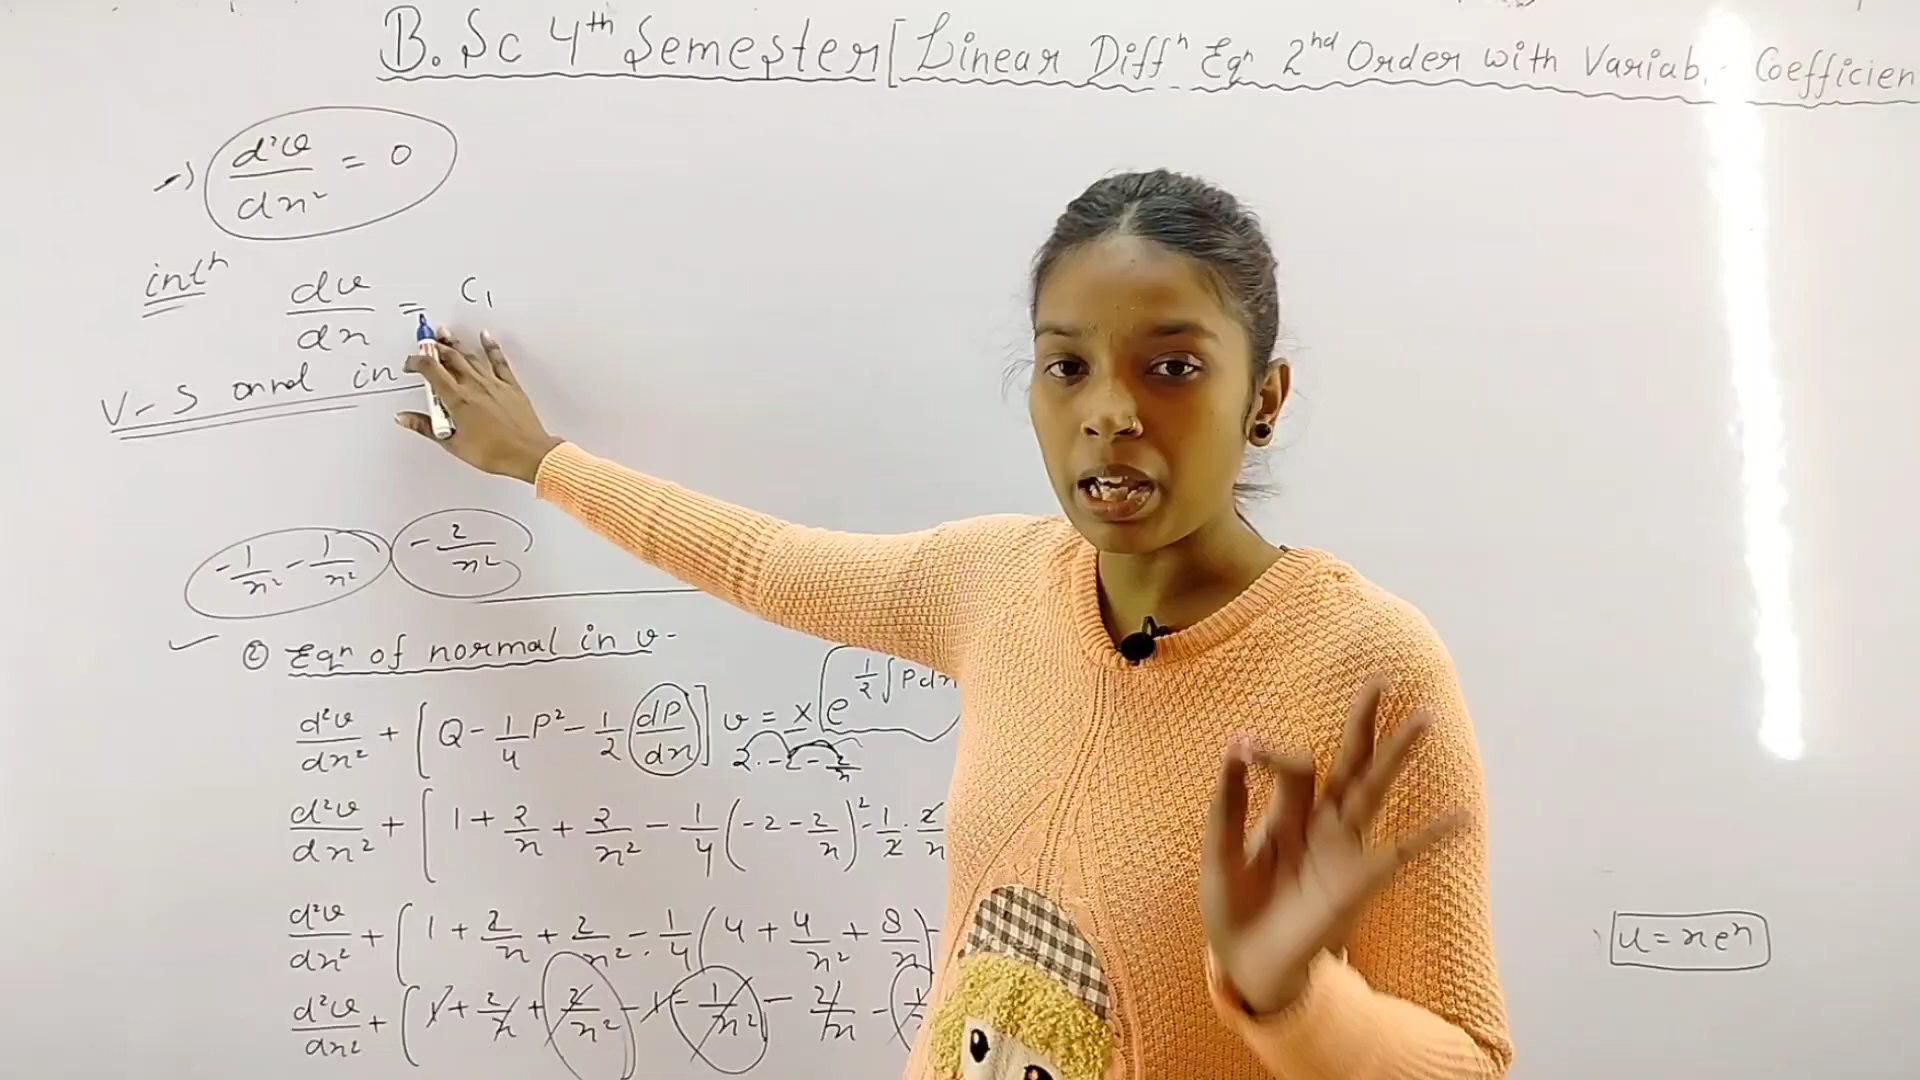 B. Sc 4th Semester [Linear Diffn Eqn 2nd Order with Variab Coefficien
→ d²v/dx² = 0
intn dv/dx = C₁
V-S and in
-1/x² - 1/x² - 2/x²
✓ ② Eqn of normal in v-
d²v/dx² + [Q - 1/4 P² - 1/2 dP/dx] v = X e^{1/2 ∫Pdx}
2·-2-2/x
d²v/dx² + [1 + 2/x + 2/x² - 1/4 (-2 - 2/x)² - 1/2 · 2/x
d²v/dx² + [1 + 2/x + 2/x² - 1/4 (4 + 4/x² + 8/x) -
u = xeˣ
d²v/dx² + (1 + 2/x + 2/x² - 1 - 1/x² - 2/x - 1/